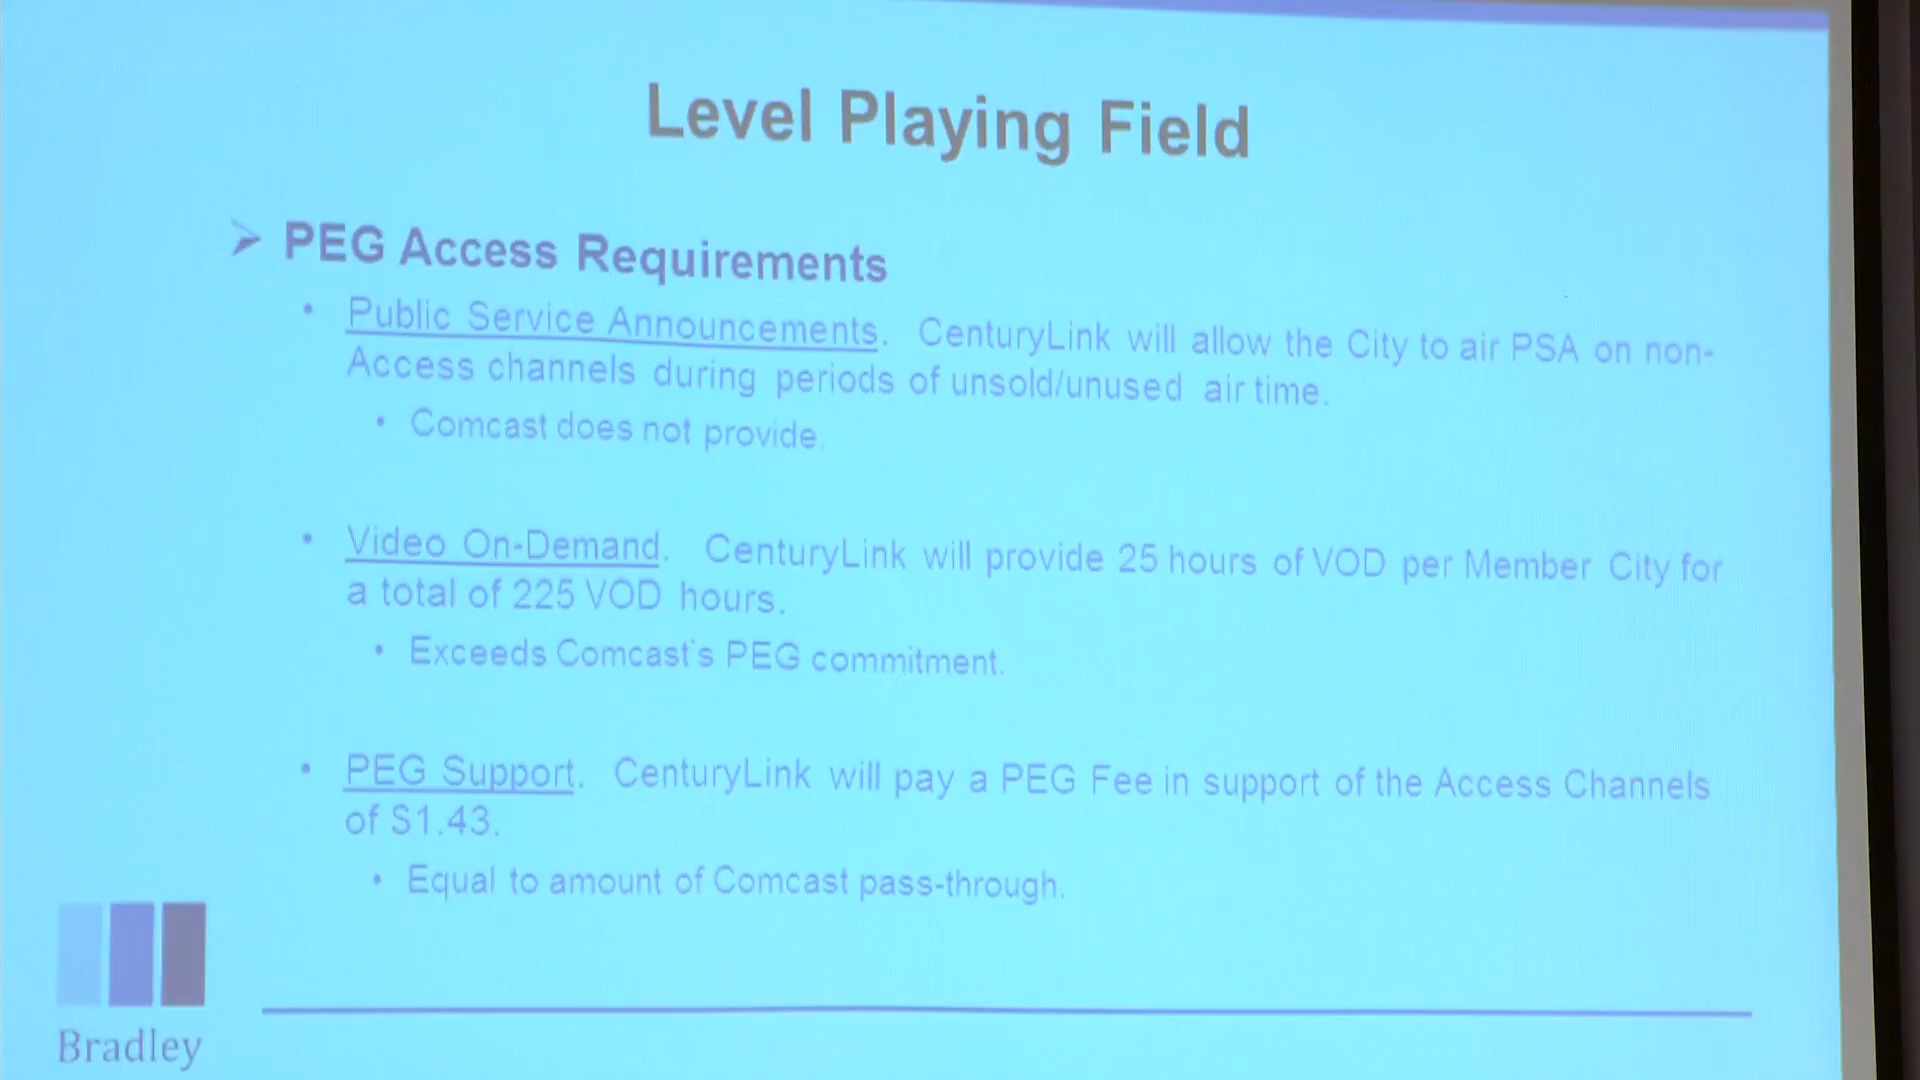 Level Playing Field
➢ PEG Access Requirements
• Public Service Announcements. CenturyLink will allow the City to air PSA on non-
Access channels during periods of unsold/unused air time.
• Comcast does not provide.
• Video On-Demand. CenturyLink will provide 25 hours of VOD per Member City for
a total of 225 VOD hours.
• Exceeds Comcast's PEG commitment.
• PEG Support. CenturyLink will pay a PEG Fee in support of the Access Channels
of $1.43.
• Equal to amount of Comcast pass-through.
Bradley